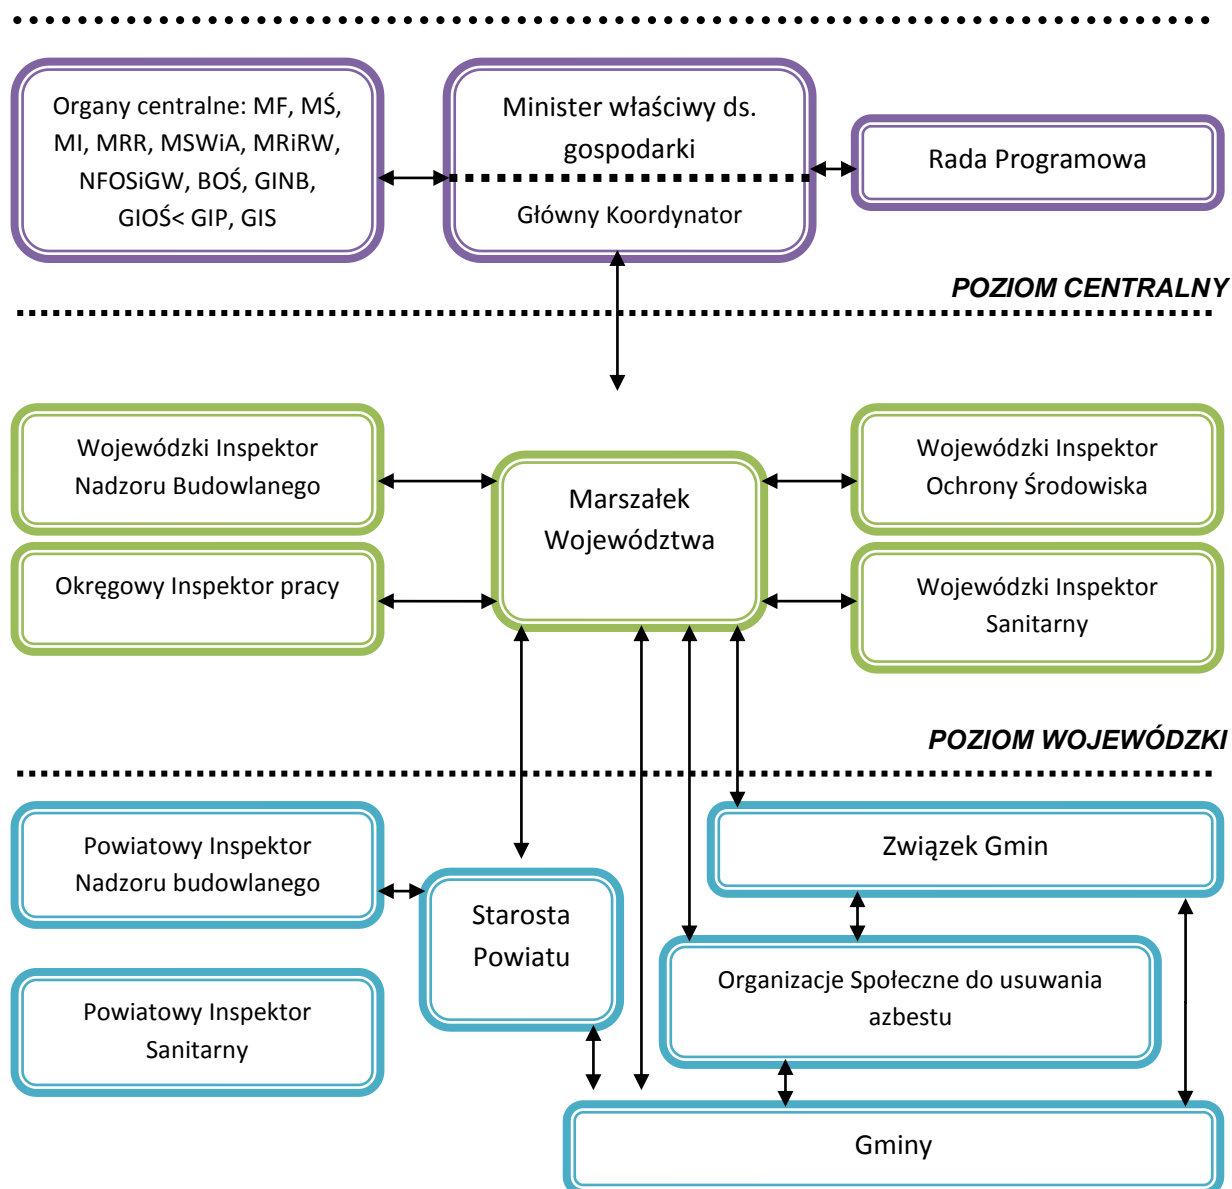 Organy centralne: MF, MŚ,
MI, MRR, MSWiA, MRiRW,
NFOSiGW, BOŚ, GINB,
GIOŚ< GIP, GIS
Minister właściwy ds.
gospodarki
Główny Koordynator
Rada Programowa
POZIOM CENTRALNY
Wojewódzki Inspektor
Nadzoru Budowlanego
Okręgowy Inspektor pracy
Marszałek
Województwa
Wojewódzki Inspektor
Ochrony Środowiska
Wojewódzki Inspektor
Sanitarny
POZIOM WOJEWÓDZKI
Powiatowy Inspektor
Nadzoru budowlanego
Powiatowy Inspektor
Sanitarny
Starosta
Powiatu
Związek Gmin
Organizacje Społeczne do usuwania
azbestu
Gminy